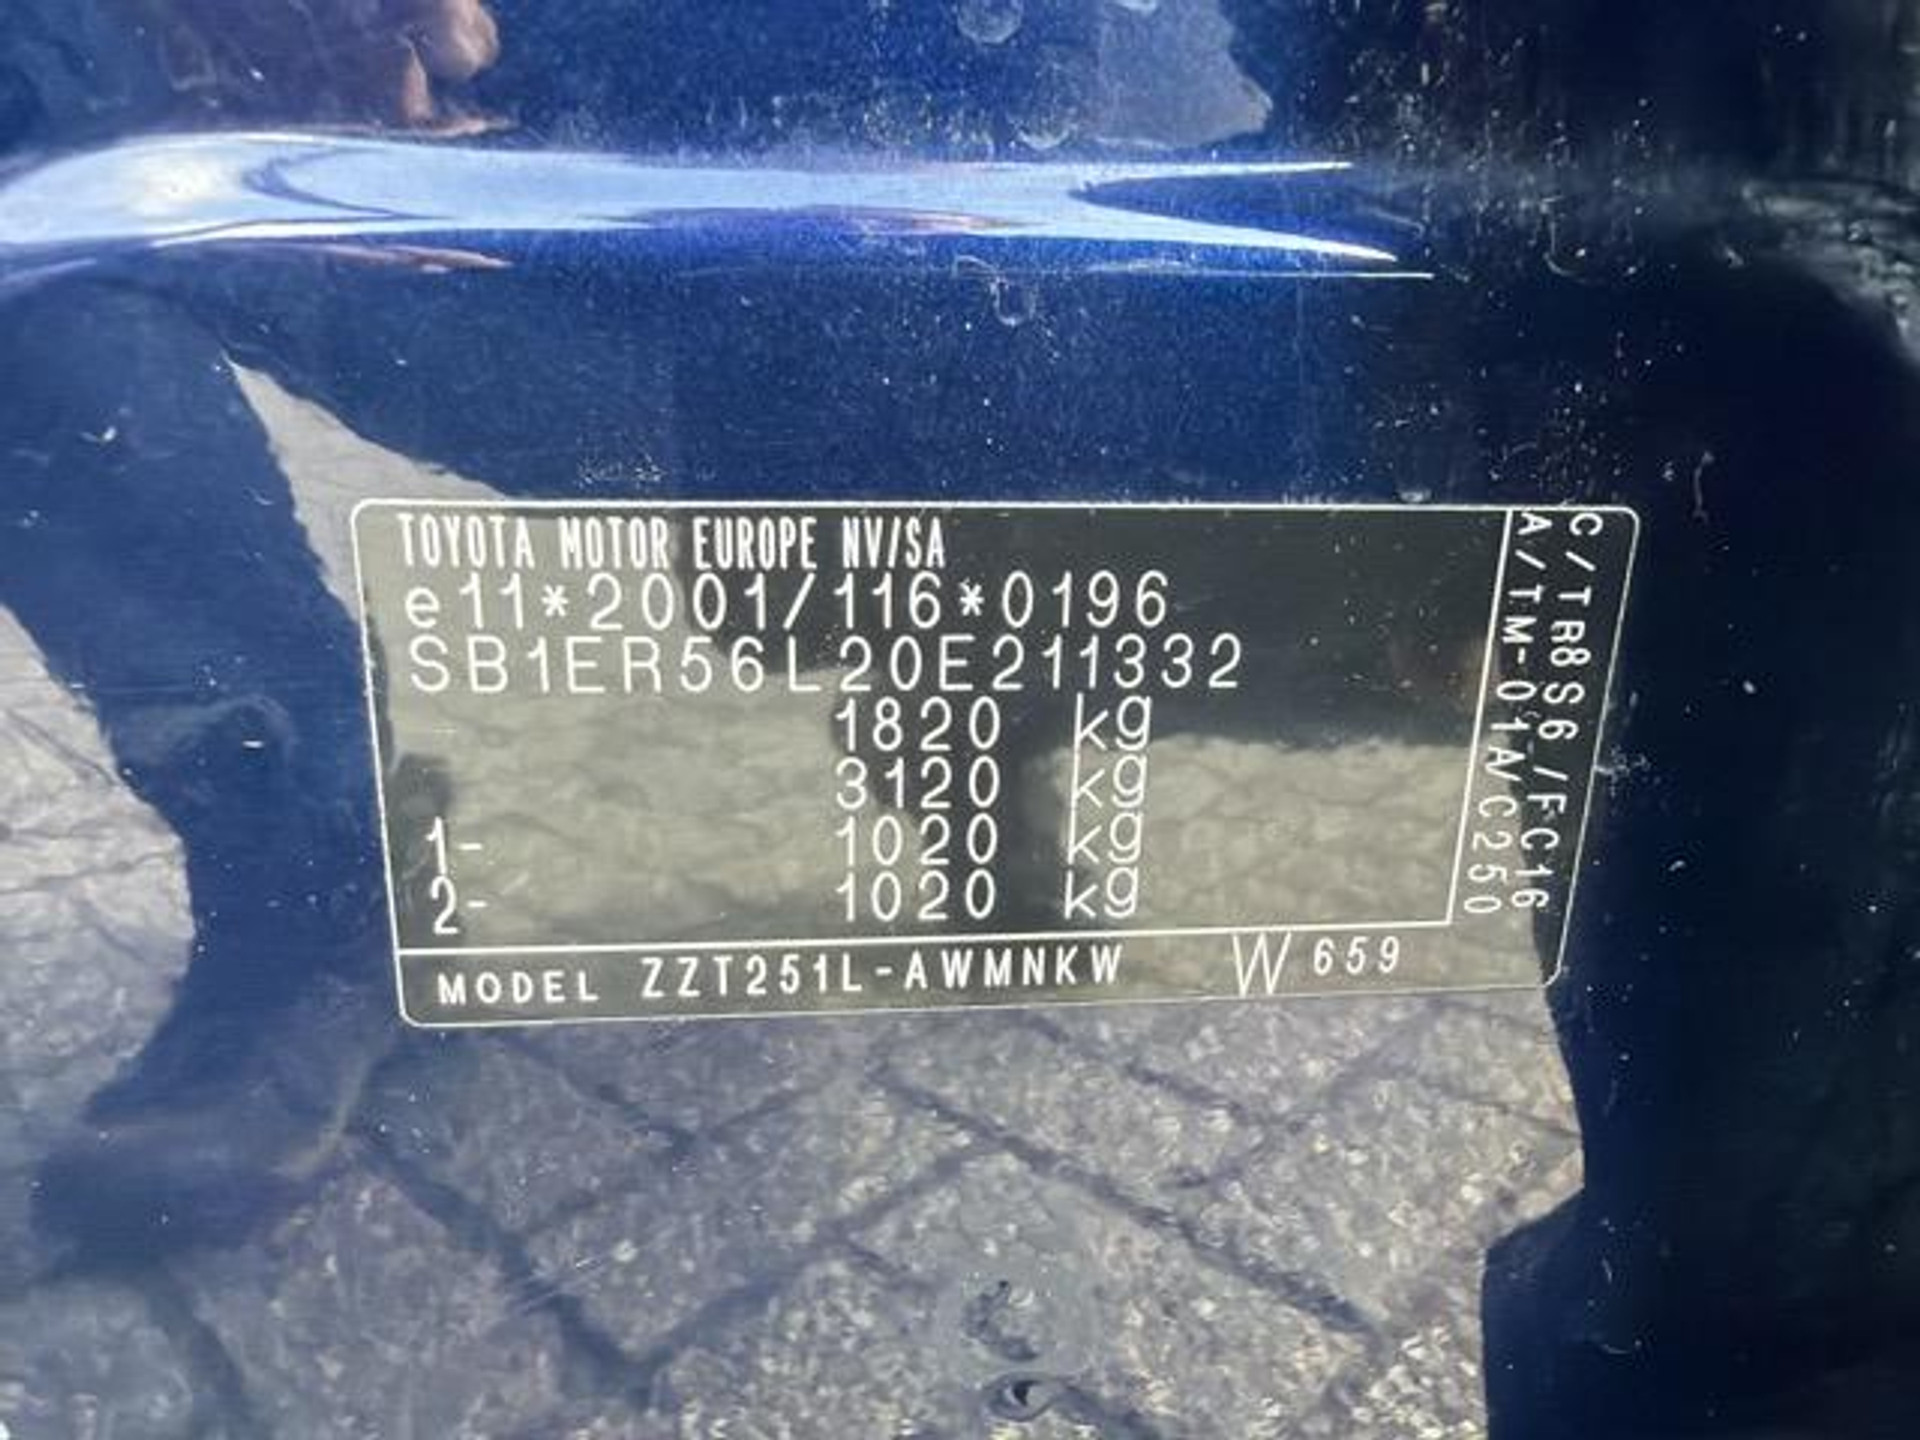 TOYOTA MOTOR EUROPE NV/SA
e11*2001/116*0196
SB1ER56L20E211332
1820 kg
3120 kg
1- 1020 kg
2- 1020 kg
MODEL ZZT251L-AWMNKW W 659
C/TR8S6/FC16
A/TM-01A/C250